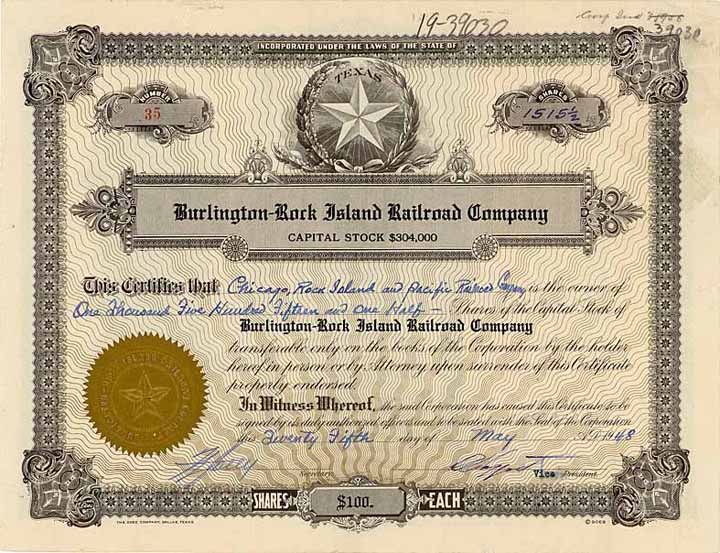 19-39030
39030
INCORPORATED UNDER THE LAWS OF THE STATE OF
TEXAS
NUMBER
35
SHARES
1515½
Burlington-Rock Island Railroad Company
CAPITAL STOCK $304,000
This Certifies that Chicago, Rock Island and Pacific Railroad Company is the owner of
One Thousand Five Hundred Fifteen and One Half — Shares of the Capital Stock of
Burlington-Rock Island Railroad Company
transferable only on the books of the Corporation by the holder
hereof in person or by Attorney upon surrender of this Certificate
properly endorsed.
In Witness Whereof, the said Corporation has caused this Certificate to be
signed by its duly authorized officers and to be sealed with the Seal of the Corporation
this Twenty Fifth day of May A.D. 1948
Secretary
Vice President
SHARES $100. EACH
THE DORSEY COMPANY, DALLAS, TEXAS